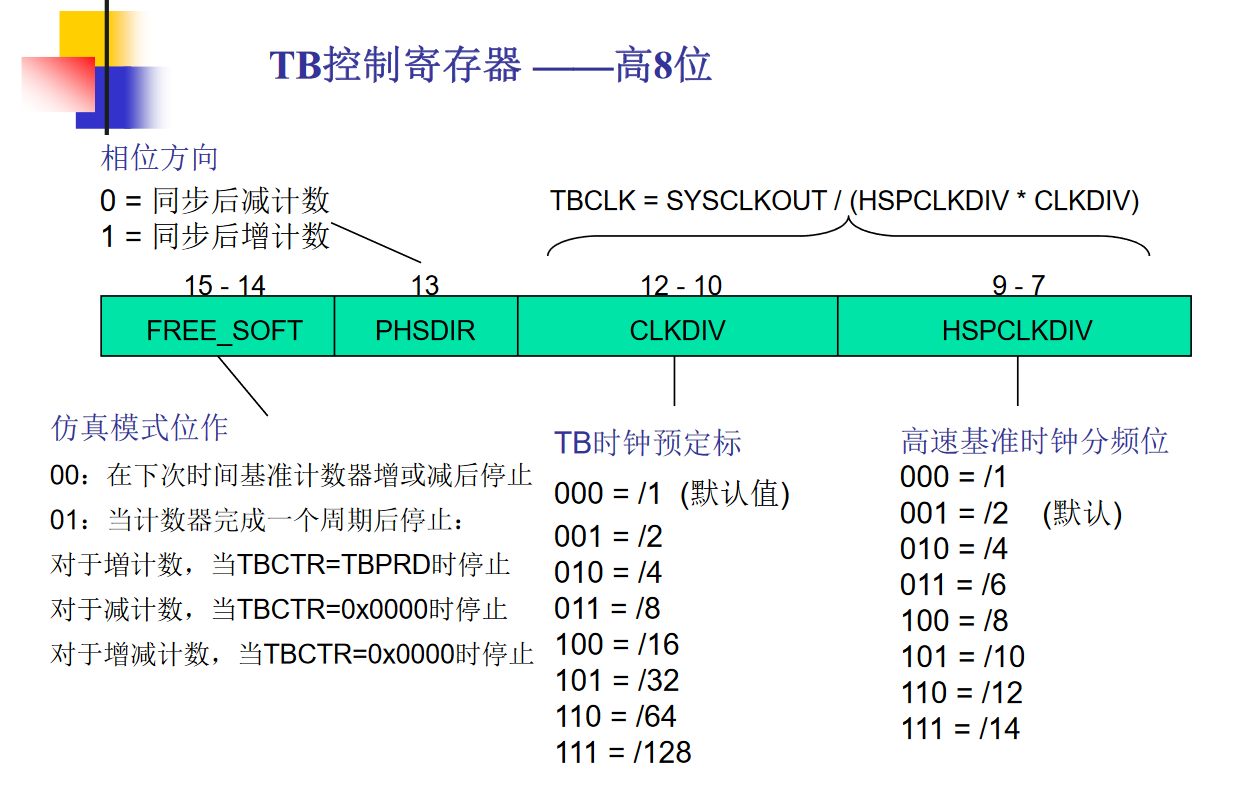 TB控制寄存器 ——高8位
相位方向
0 = 同步后减计数
1 = 同步后增计数
TBCLK = SYSCLKOUT / (HSPCLKDIV * CLKDIV)
15 - 14
13
12 - 10
9 - 7
FREE_SOFT
PHSDIR
CLKDIV
HSPCLKDIV
仿真模式位作
00：在下次时间基准计数器增或减后停止
01：当计数器完成一个周期后停止：
对于增计数，当TBCTR=TBPRD时停止
对于减计数，当TBCTR=0x0000时停止
对于增减计数，当TBCTR=0x0000时停止
TB时钟预定标
000 = /1 (默认值)
001 = /2
010 = /4
011 = /8
100 = /16
101 = /32
110 = /64
111 = /128
高速基准时钟分频位
000 = /1
001 = /2 (默认)
010 = /4
011 = /6
100 = /8
101 = /10
110 = /12
111 = /14